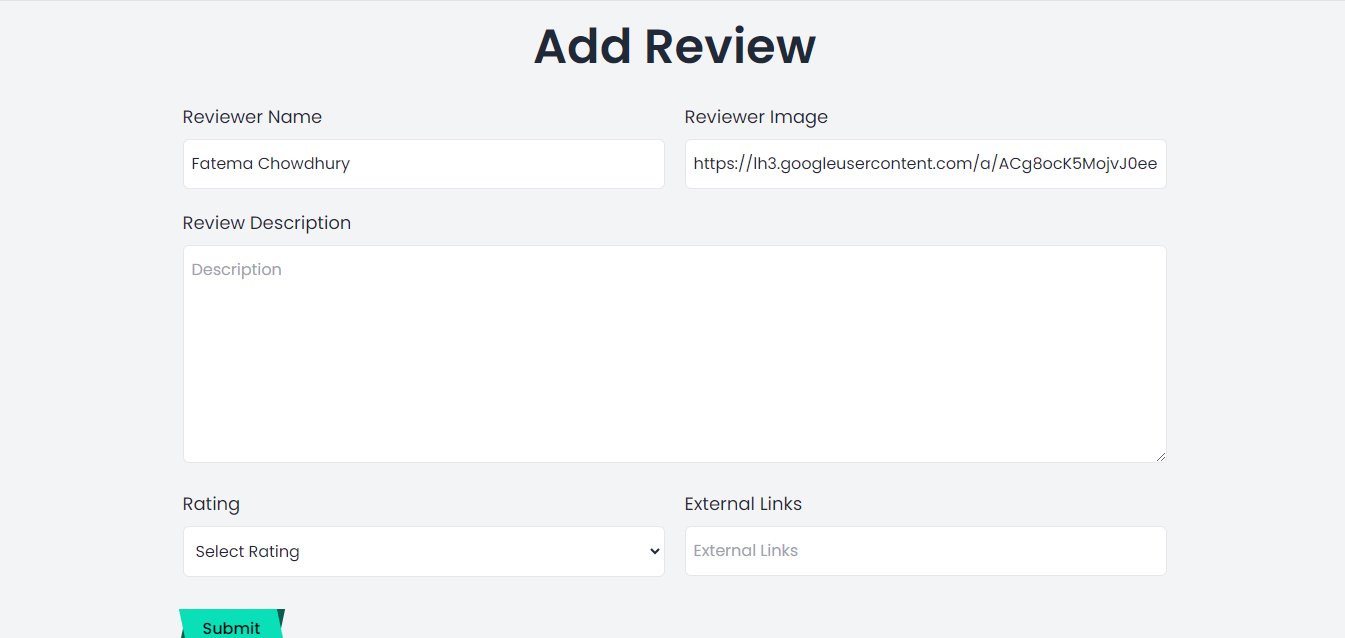 Add Review
Reviewer Name
Reviewer Image
Fatema Chowdhury
https://lh3.googleusercontent.com/a/ACg8ocK5MojvJ0ee
Review Description
Description
Rating
External Links
Select Rating
External Links
Submit